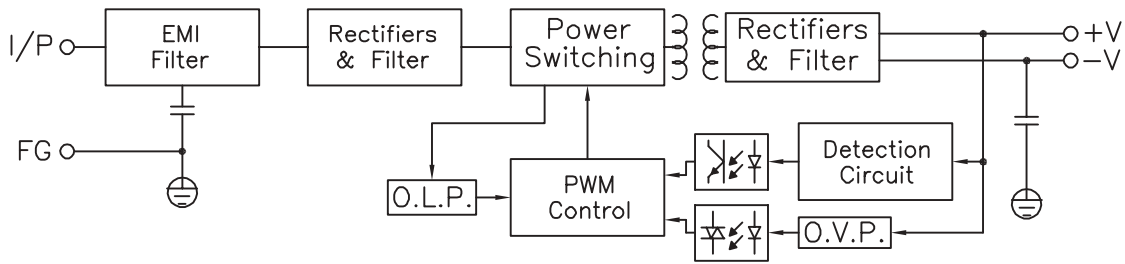 I/P
EMI
Filter
Rectifiers
& Filter
Power
Switching
Rectifiers
& Filter
+V
-V
FG
O.L.P.
PWM
Control
Detection
Circuit
O.V.P.